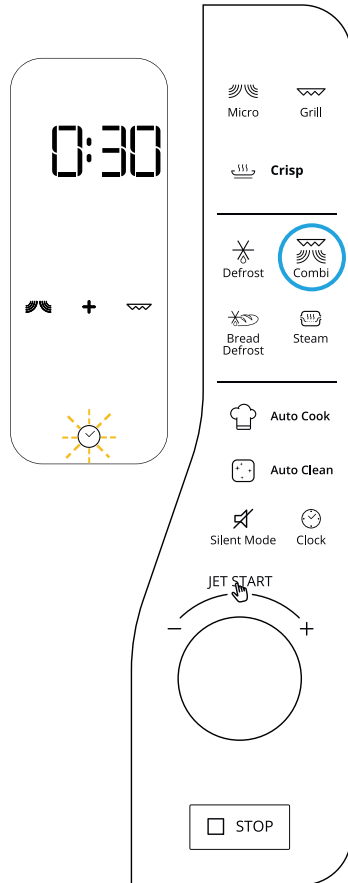 0:30
+
Micro Grill
Crisp
Defrost Combi
Bread Steam
Defrost
Auto Cook
Auto Clean
Silent Mode Clock
JET START
- +
STOP